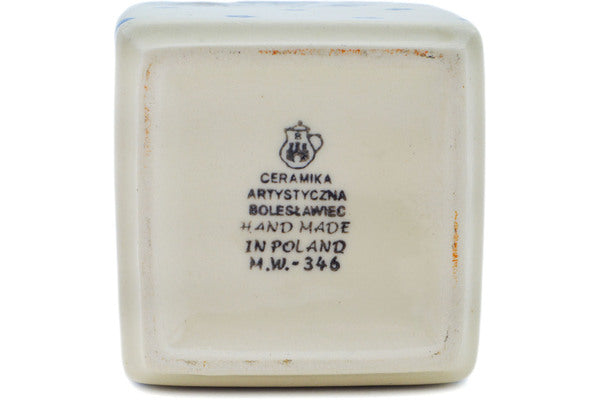 B
CERAMIKA
ARTYSTYCZNA
BOLESŁAWIEC
HAND MADE
IN POLAND
M.W.-346